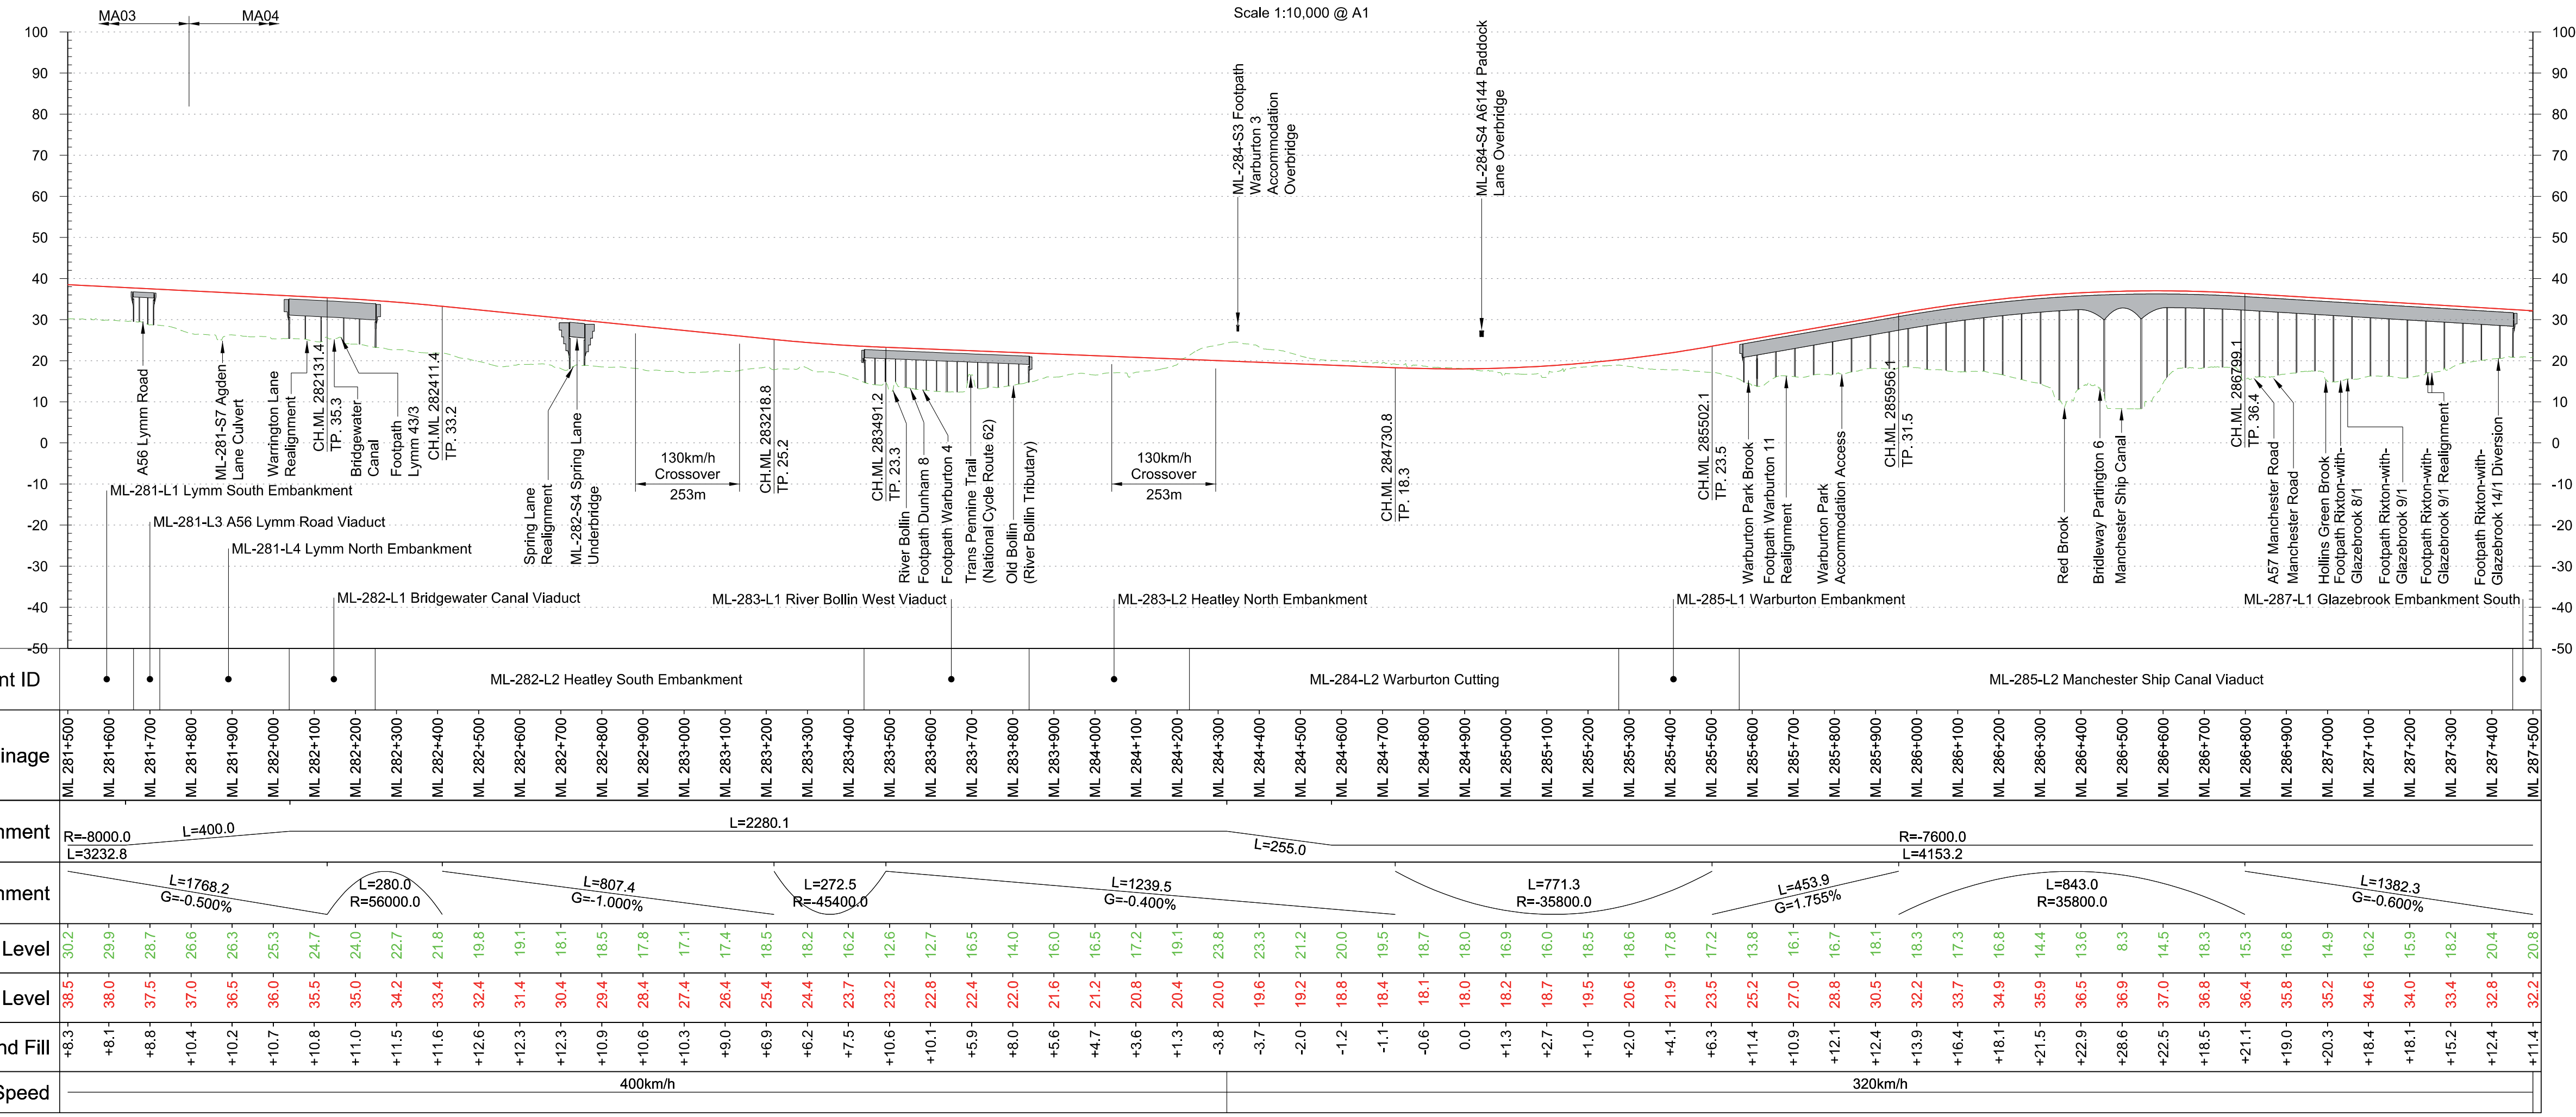 MA03 MA04
Scale 1:10,000 @ A1
100 100
90 90
80 80
70 70
60 60
50 50
40 40
30 30
20 20
10 10
0 0
-10 -10
-20 -20
-30 -30
-40 -40
-50 -50
A56 Lymm Road
ML-281-S7 Agden
Lane Culvert
Warrington Lane
Realignment
CH.ML 282131.4
TP. 35.3
Bridgewater
Canal
Footpath
Lymm 43/3
CH.ML 282411.4
TP. 33.2
Spring Lane
Realignment
ML-282-S4 Spring Lane
Underbridge
130km/h
Crossover
253m
CH.ML 283218.8
TP. 25.2
CH.ML 283491.2
TP. 23.3
River Bollin
Footpath Dunham 8
Footpath Warburton 4
Trans Pennine Trail
(National Cycle Route 62)
Old Bollin
(River Bollin Tributary)
130km/h
Crossover
253m
ML-284-S3 Footpath
Warburton 3
Accommodation
Overbridge
CH.ML 284730.8
TP. 18.3
ML-284-S4 A6144 Paddock
Lane Overbridge
CH.ML 285502.1
TP. 23.5
Warburton Park Brook
Footpath Warburton 11
Realignment
Warburton Park
Accommodation Access
CH.ML 285956.1
TP. 31.5
Red Brook
Bridleway Partington 6
Manchester Ship Canal
CH.ML 286799.1
TP. 36.4
A57 Manchester Road
Manchester Road
Hollins Green Brook
Footpath Rixton-with-
Glazebrook 8/1
Footpath Rixton-with-
Glazebrook 9/1
Footpath Rixton-with-
Glazebrook 9/1 Realignment
Footpath Rixton-with-
Glazebrook 14/1 Diversion
ML-281-L1 Lymm South Embankment
ML-281-L3 A56 Lymm Road Viaduct
ML-281-L4 Lymm North Embankment
ML-282-L1 Bridgewater Canal Viaduct
ML-283-L1 River Bollin West Viaduct
ML-283-L2 Heatley North Embankment
ML-285-L1 Warburton Embankment
ML-287-L1 Glazebrook Embankment South
nt ID
ML-282-L2 Heatley South Embankment
ML-284-L2 Warburton Cutting
ML-285-L2 Manchester Ship Canal Viaduct
inage
ML 281+500
ML 281+600
ML 281+700
ML 281+800
ML 281+900
ML 282+000
ML 282+100
ML 282+200
ML 282+300
ML 282+400
ML 282+500
ML 282+600
ML 282+700
ML 282+800
ML 282+900
ML 283+000
ML 283+100
ML 283+200
ML 283+300
ML 283+400
ML 283+500
ML 283+600
ML 283+700
ML 283+800
ML 283+900
ML 284+000
ML 284+100
ML 284+200
ML 284+300
ML 284+400
ML 284+500
ML 284+600
ML 284+700
ML 284+800
ML 284+900
ML 285+000
ML 285+100
ML 285+200
ML 285+300
ML 285+400
ML 285+500
ML 285+600
ML 285+700
ML 285+800
ML 285+900
ML 286+000
ML 286+100
ML 286+200
ML 286+300
ML 286+400
ML 286+500
ML 286+600
ML 286+700
ML 286+800
ML 286+900
ML 287+000
ML 287+100
ML 287+200
ML 287+300
ML 287+400
ML 287+500
nment
R=-8000.0
L=3232.8
L=400.0
L=2280.1
L=255.0
R=-7600.0
L=4153.2
nment
L=1768.2
G=-0.500%
L=280.0
R=56000.0
L=807.4
G=-1.000%
L=272.5
R=-45400.0
L=1239.5
G=-0.400%
L=771.3
R=-35800.0
L=453.9
G=1.755%
L=843.0
R=35800.0
L=1382.3
G=-0.600%
Level
30.2 29.9 28.7 26.6 26.3 25.3 24.7 24.0 22.7 21.8 19.8 19.1 18.1 18.5 17.8 17.1 17.4 18.5 18.2 16.2 12.6 12.7 16.5 14.0 16.0 16.5 17.2 19.1 23.8 23.3 21.2 20.0 19.5 18.7 18.0 16.9 16.0 18.5 18.6 17.8 17.2 13.8 16.1 16.7 18.1 18.3 17.3 16.8 14.4 13.6 8.3 14.5 18.3 15.3 16.8 14.9 16.2 15.9 18.2 20.4 20.8
Level
38.5 38.0 37.5 37.0 36.5 36.0 35.5 35.0 34.2 33.4 32.4 31.4 30.4 29.4 28.4 27.4 26.4 25.4 24.4 23.7 23.2 22.8 22.4 22.0 21.6 21.2 20.8 20.4 20.0 19.6 19.2 18.8 18.4 18.1 18.0 18.2 18.7 19.5 20.6 21.9 23.5 25.2 27.0 28.8 30.5 32.2 33.7 34.9 35.9 36.5 36.9 37.0 36.8 36.4 35.8 35.2 34.6 34.0 33.4 32.8 32.2
nd Fill
+8.3 +8.1 +8.8 +10.4 +10.2 +10.7 +10.8 +11.0 +11.5 +11.6 +12.6 +12.3 +12.3 +10.9 +10.6 +10.3 +9.0 +6.9 +6.2 +7.5 +10.6 +10.1 +5.9 +8.0 +5.6 +4.7 +3.6 +1.3 -3.8 -3.7 -2.0 -1.2 -1.1 -0.6 0.0 +1.3 +2.7 +1.0 +2.0 +4.1 +6.3 +11.4 +10.9 +12.1 +12.4 +13.9 +16.4 +18.1 +21.5 +22.9 +28.6 +22.5 +18.5 +21.1 +19.0 +20.3 +18.4 +18.1 +15.2 +12.4 +11.4
Speed
400km/h
320km/h